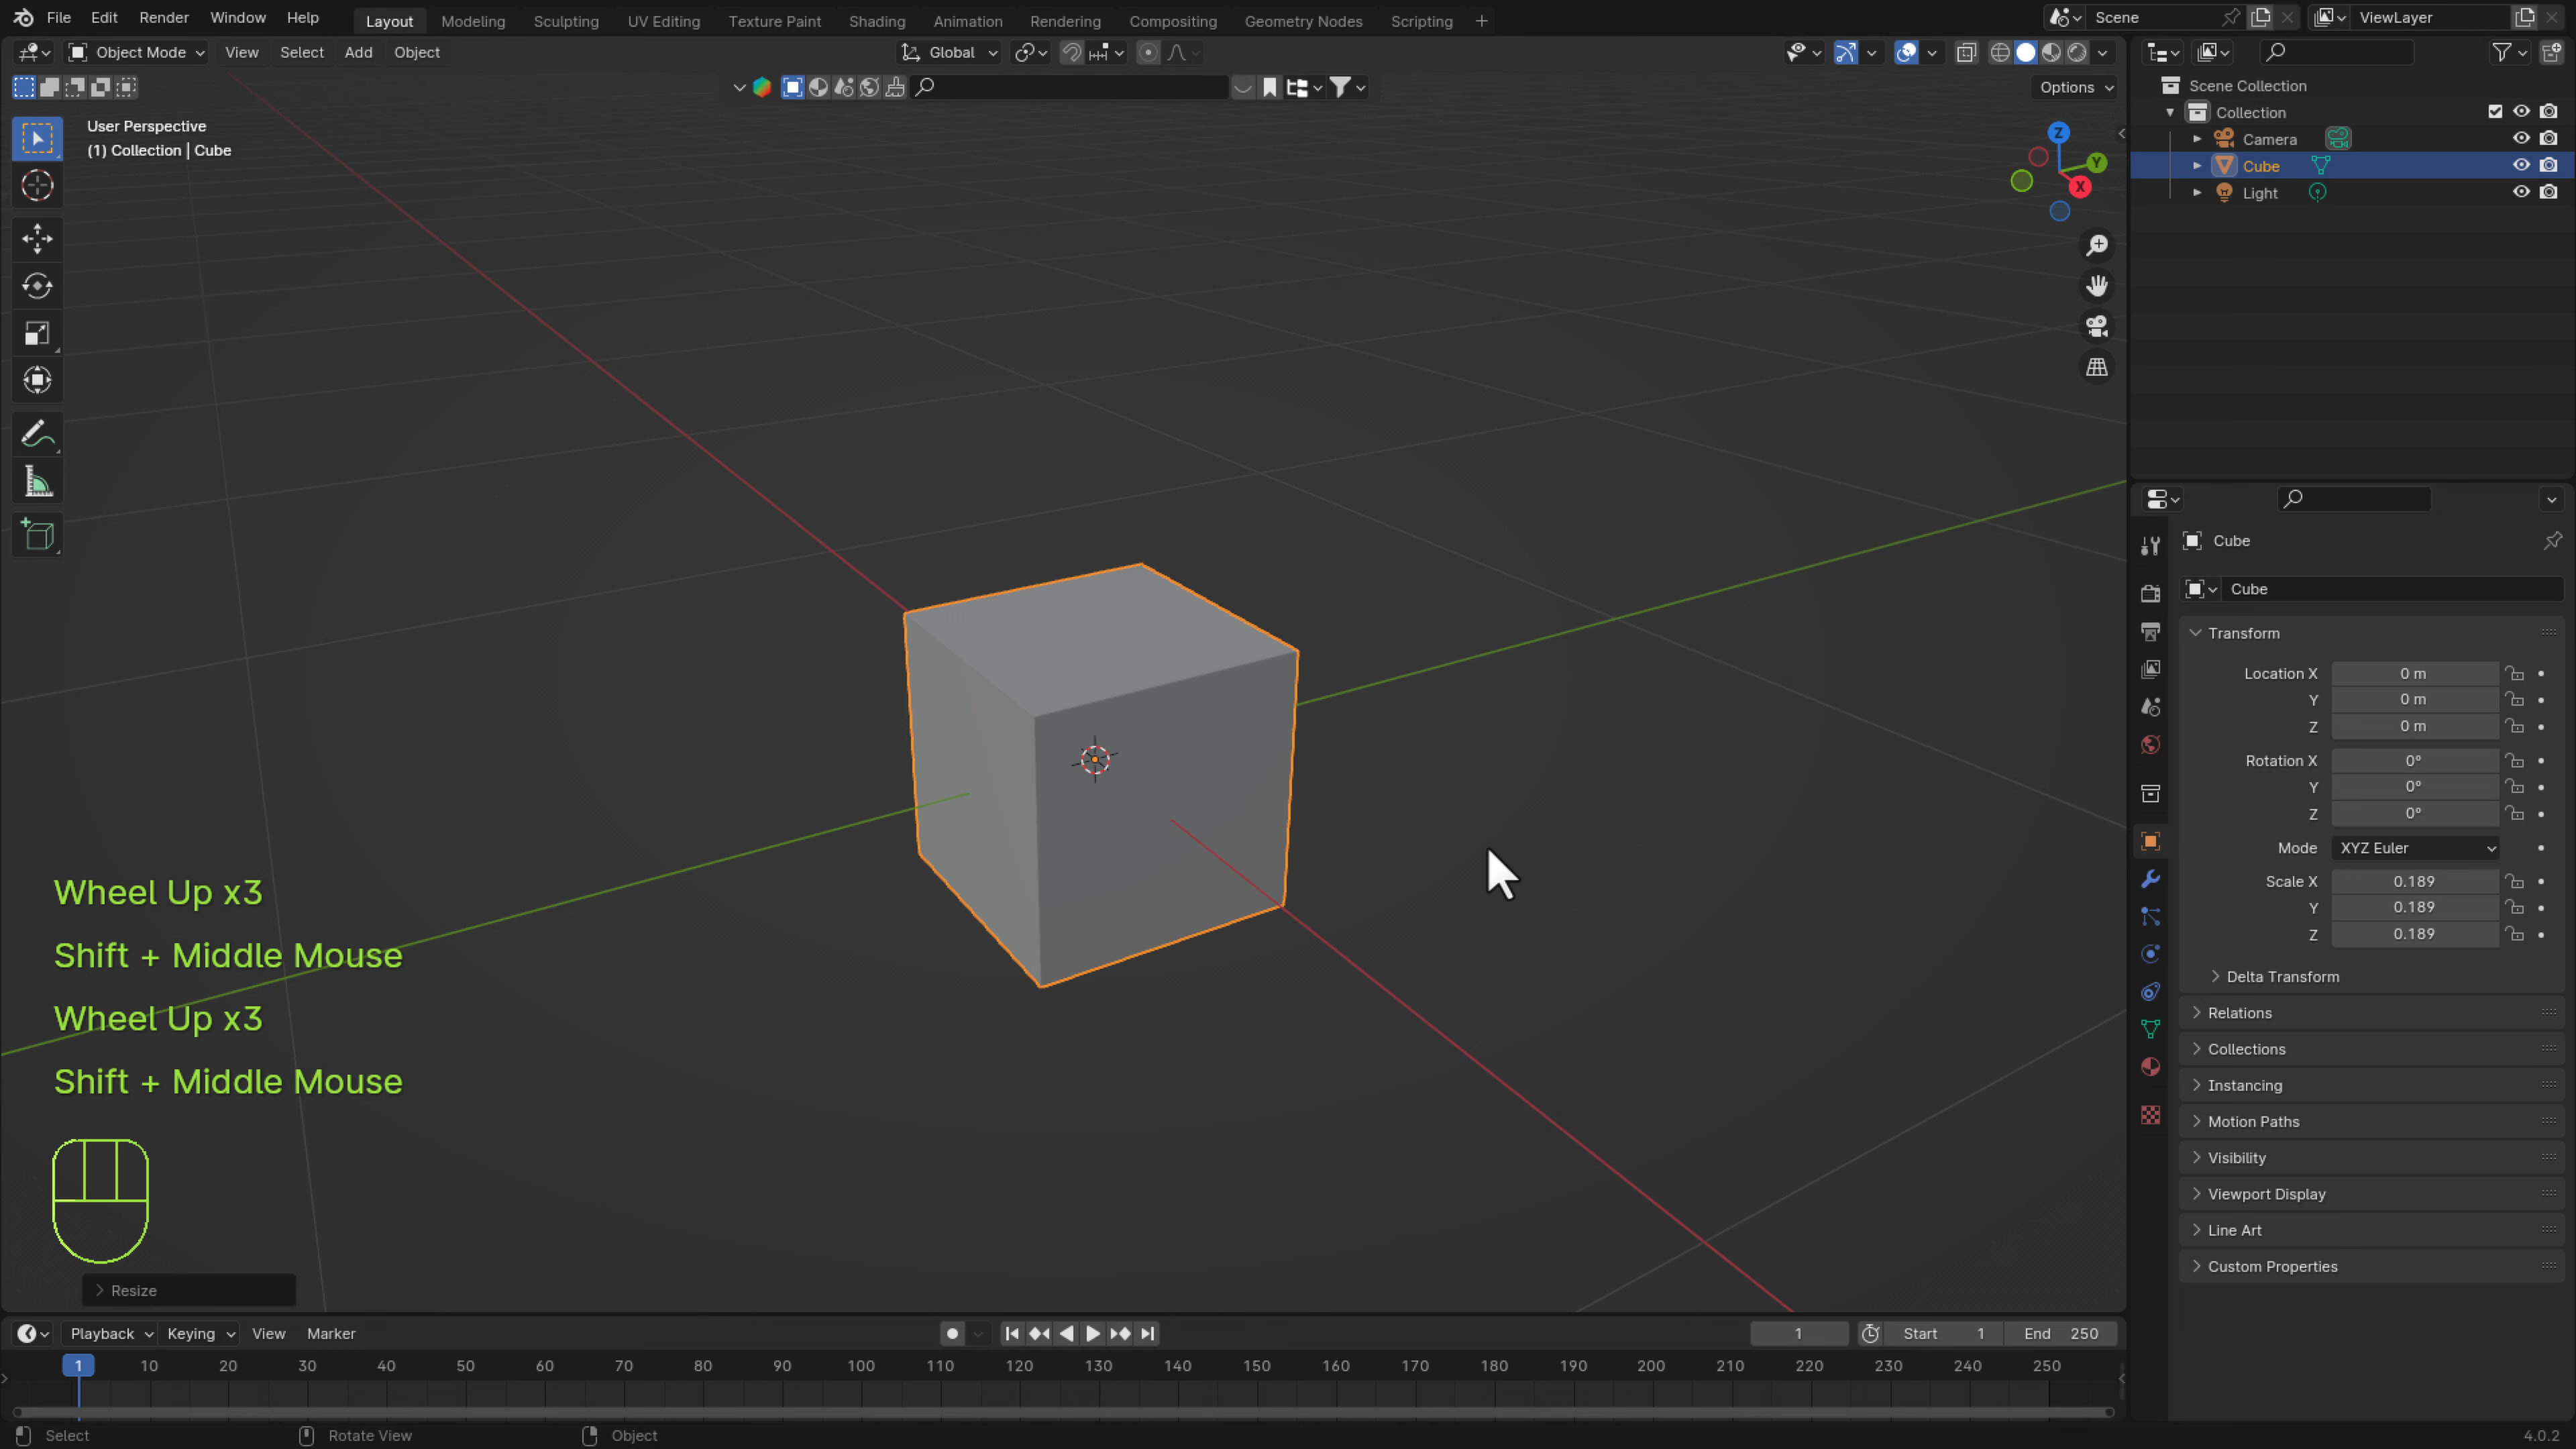 File Edit Render Window Help Layout Modeling Sculpting UV Editing Texture Paint Shading Animation Rendering Compositing Geometry Nodes Scripting + Scene ViewLayer
Object Mode View Select Add Object Global
Options
User Perspective
(1) Collection | Cube
Z
Y
X
Scene Collection
Collection
Camera
Cube
Light
Cube
Cube
Transform
Location X 0 m
Y 0 m
Z 0 m
Rotation X 0°
Y 0°
Z 0°
Mode XYZ Euler
Scale X 0.189
Y 0.189
Z 0.189
Delta Transform
Relations
Collections
Instancing
Motion Paths
Visibility
Viewport Display
Line Art
Custom Properties
Wheel Up x3
Shift + Middle Mouse
Wheel Up x3
Shift + Middle Mouse
Resize
Playback Keying View Marker 1 Start 1 End 250
1 10 20 30 40 50 60 70 80 90 100 110 120 130 140 150 160 170 180 190 200 210 220 230 240 250
Select Rotate View Object 4.0.2